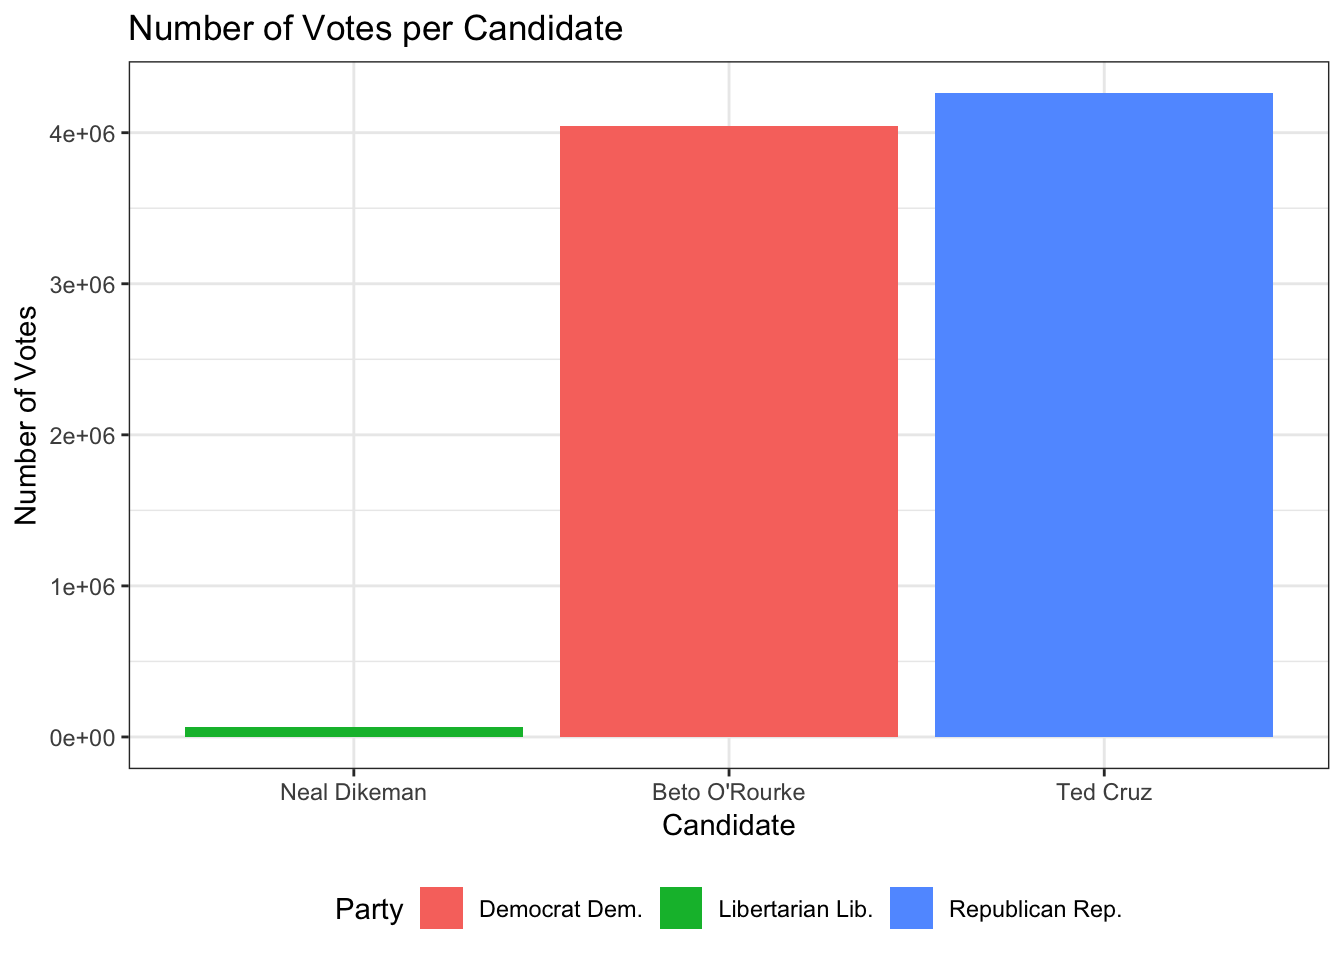 Number of Votes per Candidate
Number of Votes
4e+06
3e+06
2e+06
1e+06
0e+00
Neal Dikeman Beto O'Rourke Ted Cruz
Candidate
Party Democrat Dem. Libertarian Lib. Republican Rep.